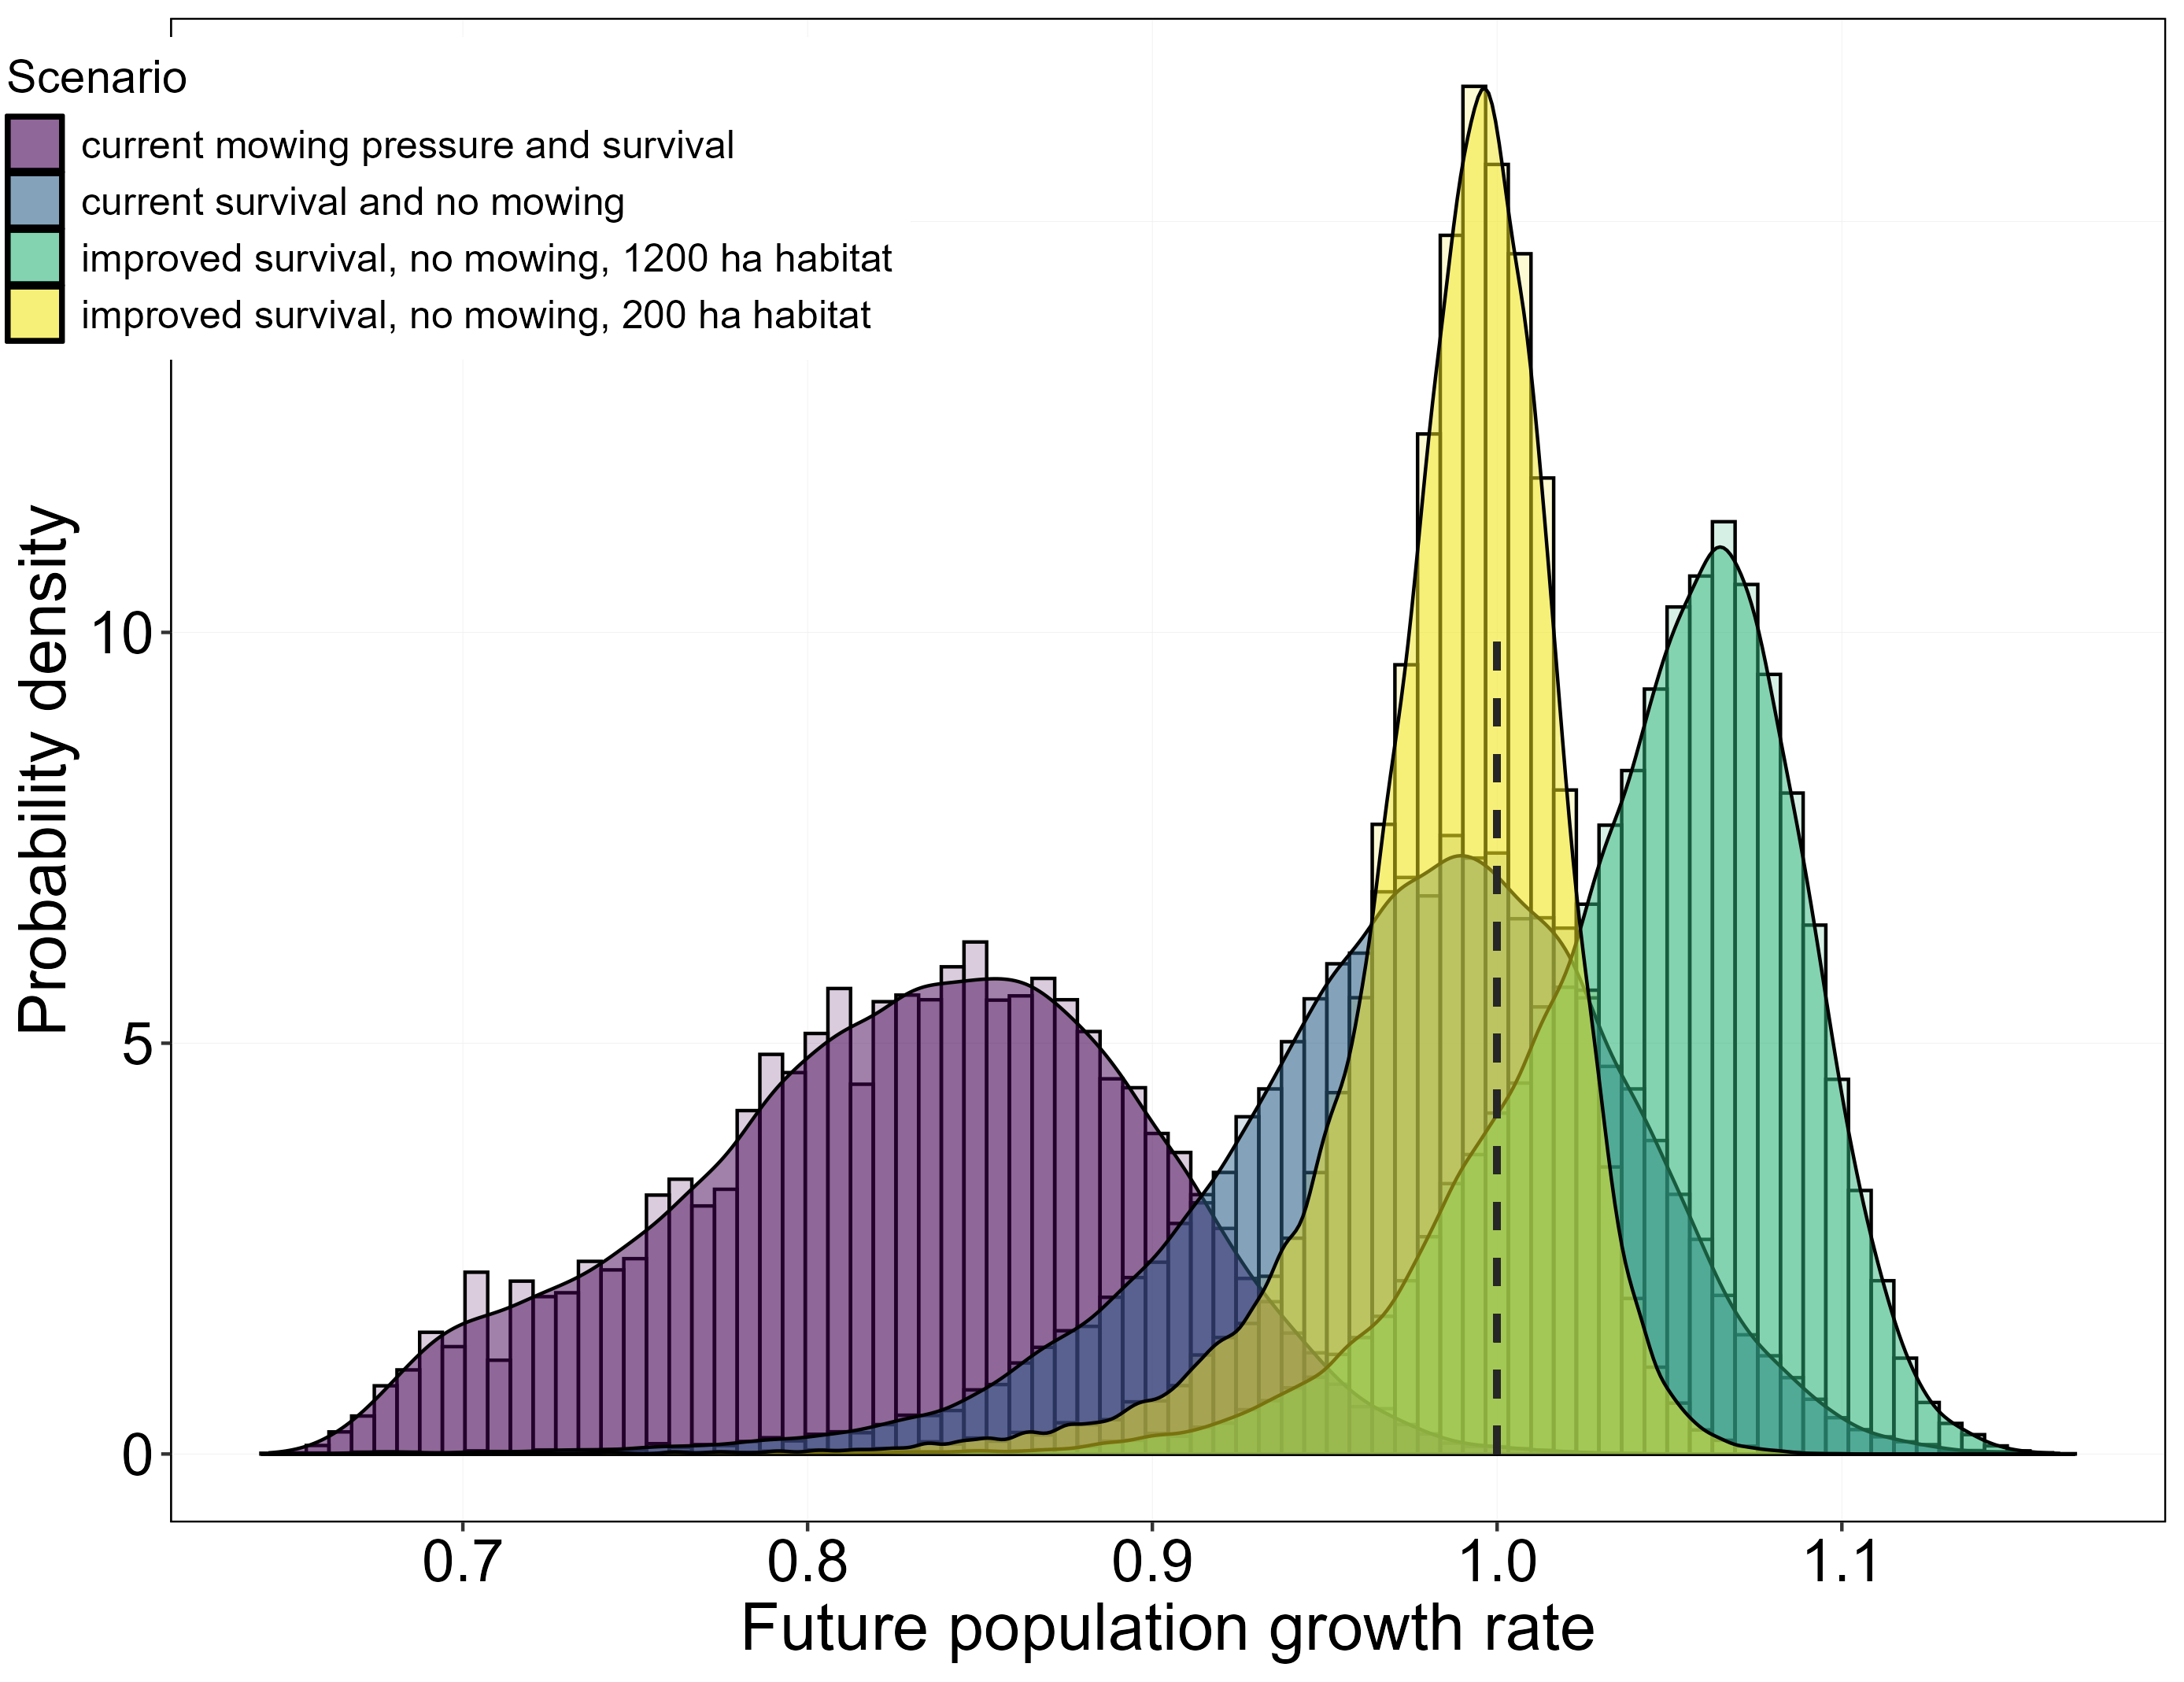 Scenario
current mowing pressure and survival
current survival and no mowing
improved survival, no mowing, 1200 ha habitat
improved survival, no mowing, 200 ha habitat
Probability density
10
5
0
0.7 0.8 0.9 1.0 1.1
Future population growth rate